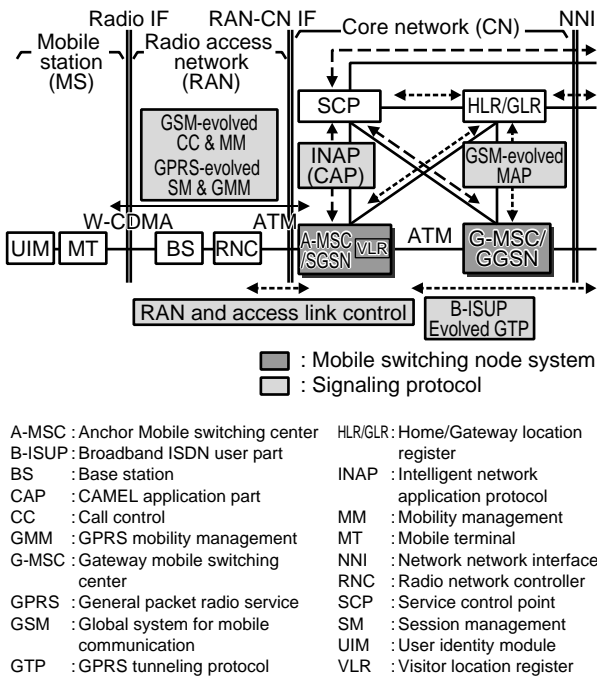 Radio IF RAN-CN IF Core network (CN) NNI
Mobile station (MS)
Radio access network (RAN)
SCP
HLR/GLR
GSM-evolved
CC & MM
GPRS-evolved
SM & GMM
INAP
(CAP)
GSM-evolved
MAP
W-CDMA
ATM
UIM
MT
BS
RNC
A-MSC
/SGSN
VLR
ATM
G-MSC/
GGSN
RAN and access link control
B-ISUP
Evolved GTP
: Mobile switching node system
: Signaling protocol
A-MSC : Anchor Mobile switching center
B-ISUP : Broadband ISDN user part
BS : Base station
CAP : CAMEL application part
CC : Call control
GMM : GPRS mobility management
G-MSC : Gateway mobile switching
center
GPRS : General packet radio service
GSM : Global system for mobile
communication
GTP : GPRS tunneling protocol
HLR/GLR : Home/Gateway location
register
INAP : Intelligent network
application protocol
MM : Mobility management
MT : Mobile terminal
NNI : Network network interface
RNC : Radio network controller
SCP : Service control point
SM : Session management
UIM : User identity module
VLR : Visitor location register